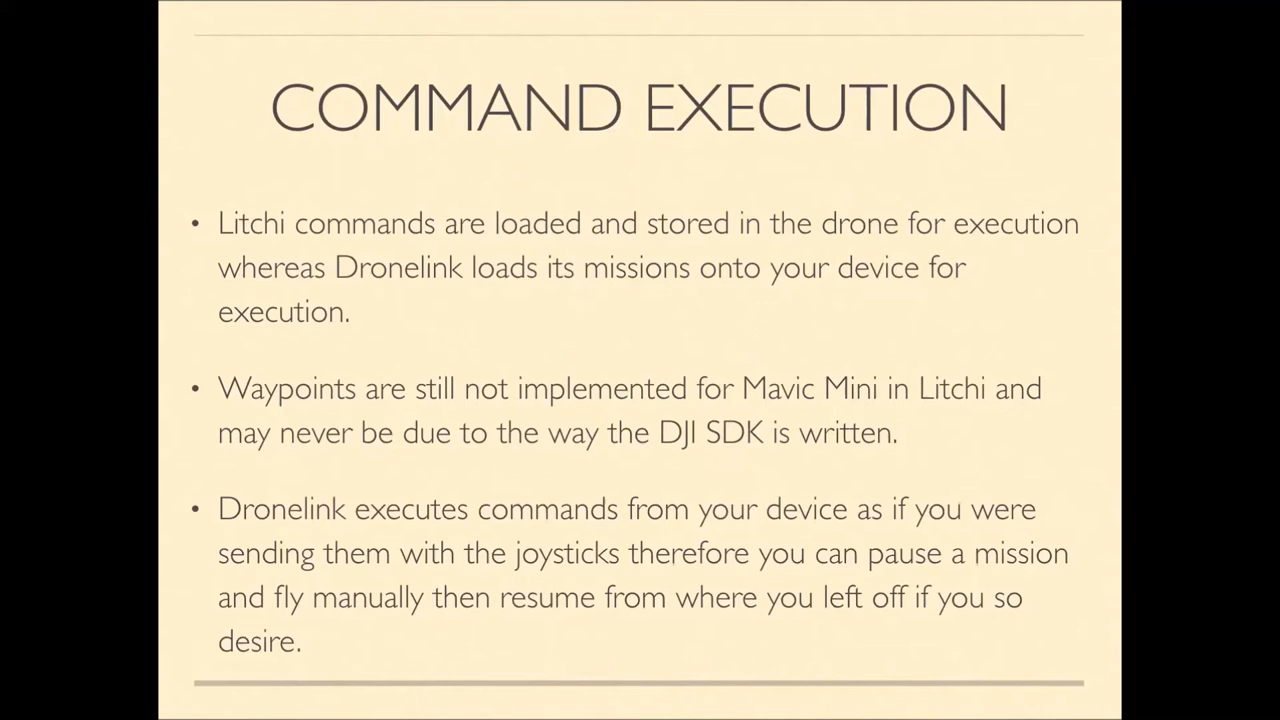 COMMAND EXECUTION
• Litchi commands are loaded and stored in the drone for execution
whereas Dronelink loads its missions onto your device for
execution.
• Waypoints are still not implemented for Mavic Mini in Litchi and
may never be due to the way the DJI SDK is written.
• Dronelink executes commands from your device as if you were
sending them with the joysticks therefore you can pause a mission
and fly manually then resume from where you left off if you so
desire.